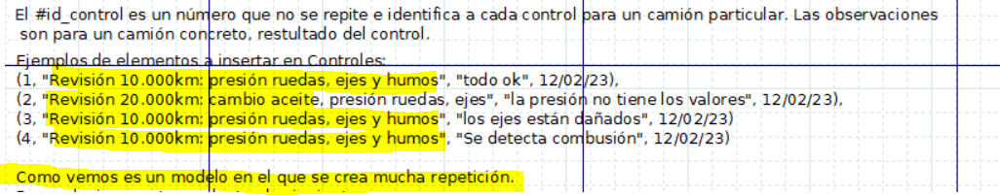 El #id_control es un número que no se repite e identifica a cada control para un camión particular. Las observaciones
son para un camión concreto, restultado del control.
Ejemplos de elementos a insertar en Controles:
(1, "Revisión 10.000km: presión ruedas, ejes y humos", "todo ok", 12/02/23),
(2, "Revisión 20.000km: cambio aceite, presión ruedas, ejes", "la presión no tiene los valores", 12/02/23),
(3, "Revisión 10.000km: presión ruedas, ejes y humos", "los ejes están dañados", 12/02/23)
(4, "Revisión 10.000km: presión ruedas, ejes y humos", "Se detecta combusión", 12/02/23)
Como vemos es un modelo en el que se crea mucha repetición.